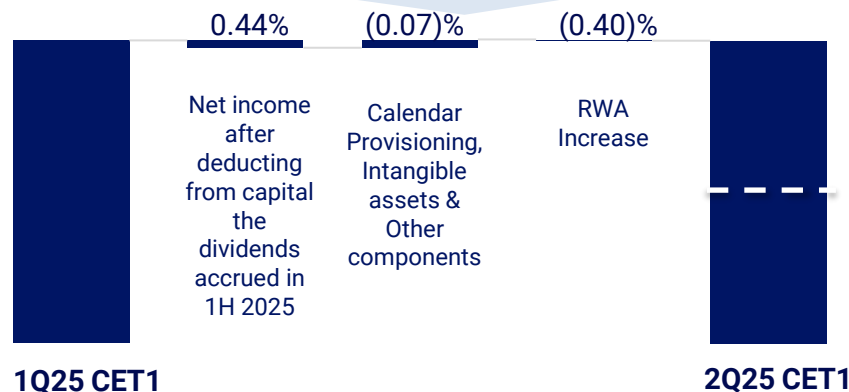 0.44%
(0.07)%
(0.40)%
Net income
after
deducting
from capital
the
dividends
accrued in
1H 2025
Calendar
Provisioning,
Intangible
assets &
Other
components
RWA
Increase
1Q25 CET1
2Q25 CET1